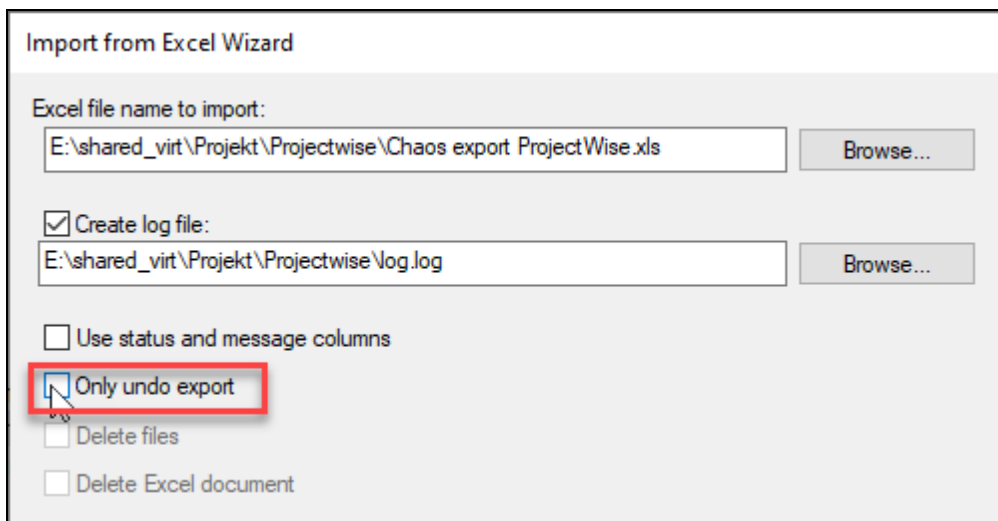 Import from Excel Wizard
Excel file name to import:
E:\shared_virt\Projekt\Projectwise\Chaos export ProjectWise.xls
Browse...
Create log file:
E:\shared_virt\Projekt\Projectwise\log.log
Browse...
Use status and message columns
Only undo export
Delete files
Delete Excel document